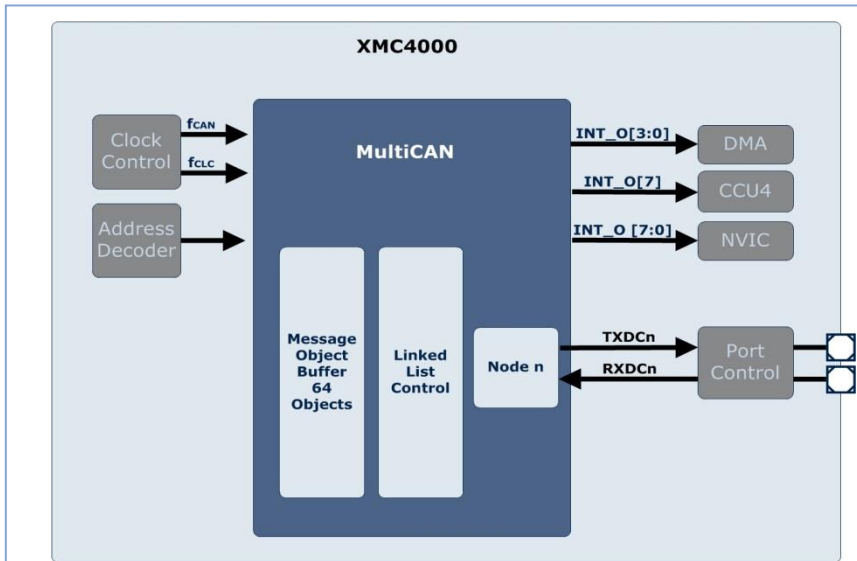 XMC4000
Clock
Control
fCAN
fCLC
Address
Decoder
MultiCAN
Message
Object
Buffer
64
Objects
Linked
List
Control
Node n
INT_O[3:0]
DMA
INT_O[7]
CCU4
INT_O [7:0]
NVIC
TXDCn
RXDCn
Port
Control